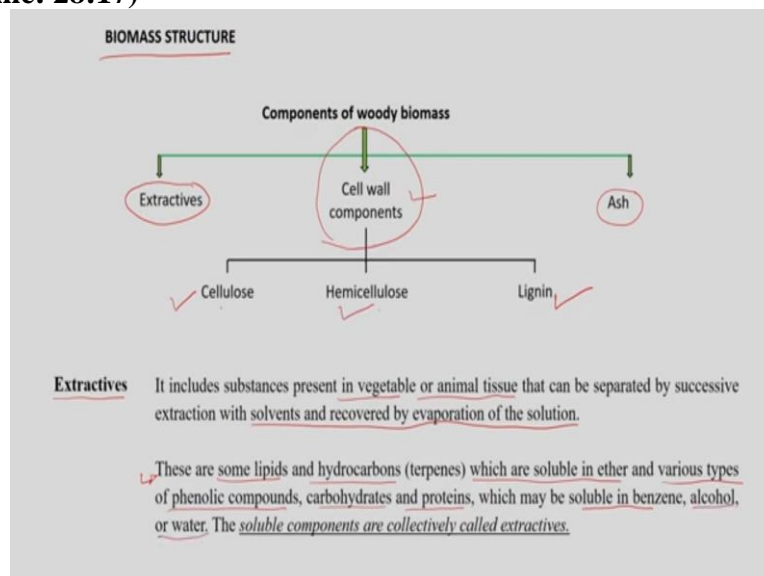 BIOMASS STRUCTURE
Components of woody biomass
Extractives
Cell wall
components
Ash
Cellulose
Hemicellulose
Lignin
Extractives It includes substances present in vegetable or animal tissue that can be separated by successive
extraction with solvents and recovered by evaporation of the solution.
These are some lipids and hydrocarbons (terpenes) which are soluble in ether and various types
of phenolic compounds, carbohydrates and proteins, which may be soluble in benzene, alcohol,
or water. The soluble components are collectively called extractives.